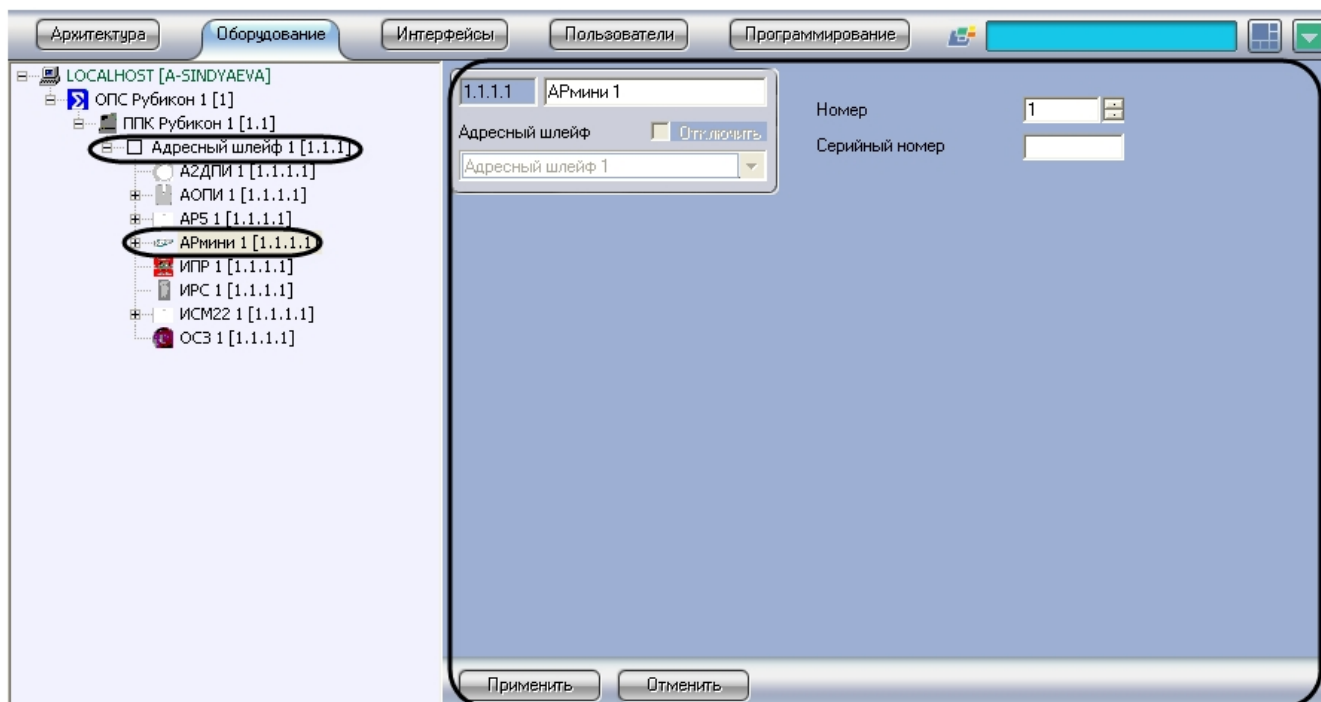 Архитектура Оборудование Интерфейсы Пользователи Программирование
LOCALHOST [A-SINDYAEVA]
ОПС Рубикон 1 [1]
ППК Рубикон 1 [1.1]
Адресный шлейф 1 [1.1.1]
А2ДПИ 1 [1.1.1.1]
АОПИ 1 [1.1.1.1]
АР5 1 [1.1.1.1]
АРмини 1 [1.1.1.1]
ИПР 1 [1.1.1.1]
ИРС 1 [1.1.1.1]
ИСМ22 1 [1.1.1.1]
ОСЗ 1 [1.1.1.1]
1.1.1.1 АРмини 1
Адресный шлейф Отключить
Адресный шлейф 1
Номер 1
Серийный номер
Применить Отменить